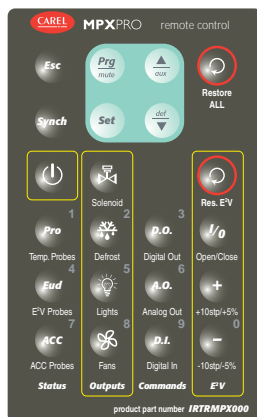 CAREL MPXPRO remote control
Esc Prg mute aux
Restore ALL
Synch Set def
Solenoid Res. E²V
1 2 3
Pro D.O. I/O
Temp. Probes Defrost Digital Out Open/Close
4 5 6
Eud A.O. +
E²V Probes Lights Analog Out +10stp/+5%
7 8 9 0
ACC D.I. -
ACC Probes Fans Digital In -10stp/-5%
Status Outputs Commands E²V
product part number IRTRMPX000